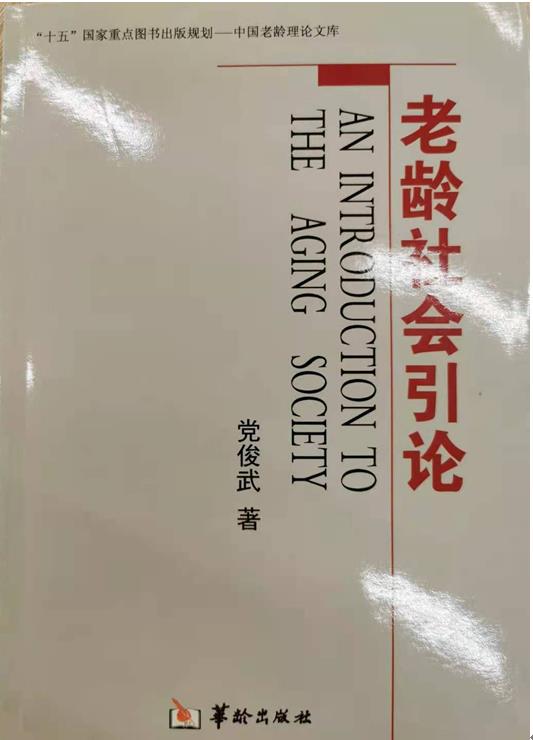 “十五”国家重点图书出版规划——中国老龄理论文库
老龄社会引论
AN INTRODUCTION TO
THE AGING SOCIETY
党俊武 著
华龄出版社